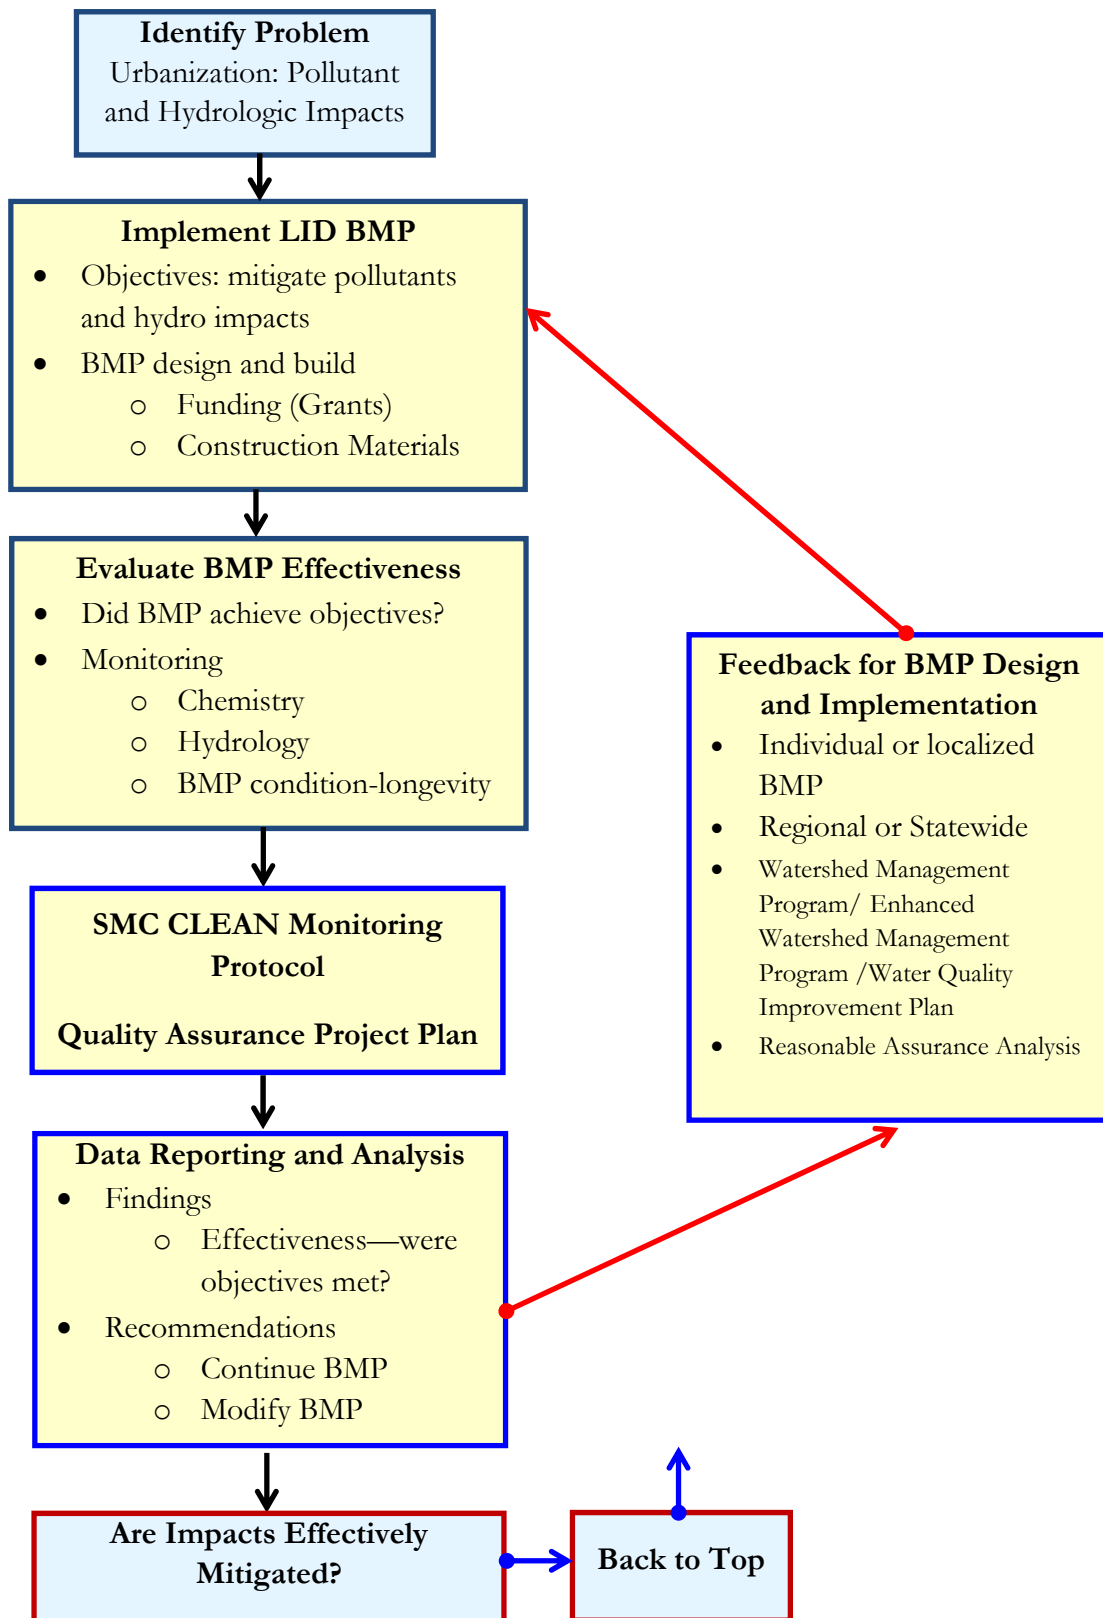 Identify Problem
Urbanization: Pollutant
and Hydrologic Impacts
Implement LID BMP
• Objectives: mitigate pollutants
and hydro impacts
• BMP design and build
o Funding (Grants)
o Construction Materials
Evaluate BMP Effectiveness
• Did BMP achieve objectives?
• Monitoring
o Chemistry
o Hydrology
o BMP condition-longevity
SMC CLEAN Monitoring
Protocol
Quality Assurance Project Plan
Data Reporting and Analysis
• Findings
o Effectiveness—were
objectives met?
• Recommendations
o Continue BMP
o Modify BMP
Are Impacts Effectively
Mitigated?
Back to Top
Feedback for BMP Design
and Implementation
• Individual or localized
BMP
• Regional or Statewide
• Watershed Management
Program/ Enhanced
Watershed Management
Program /Water Quality
Improvement Plan
• Reasonable Assurance Analysis